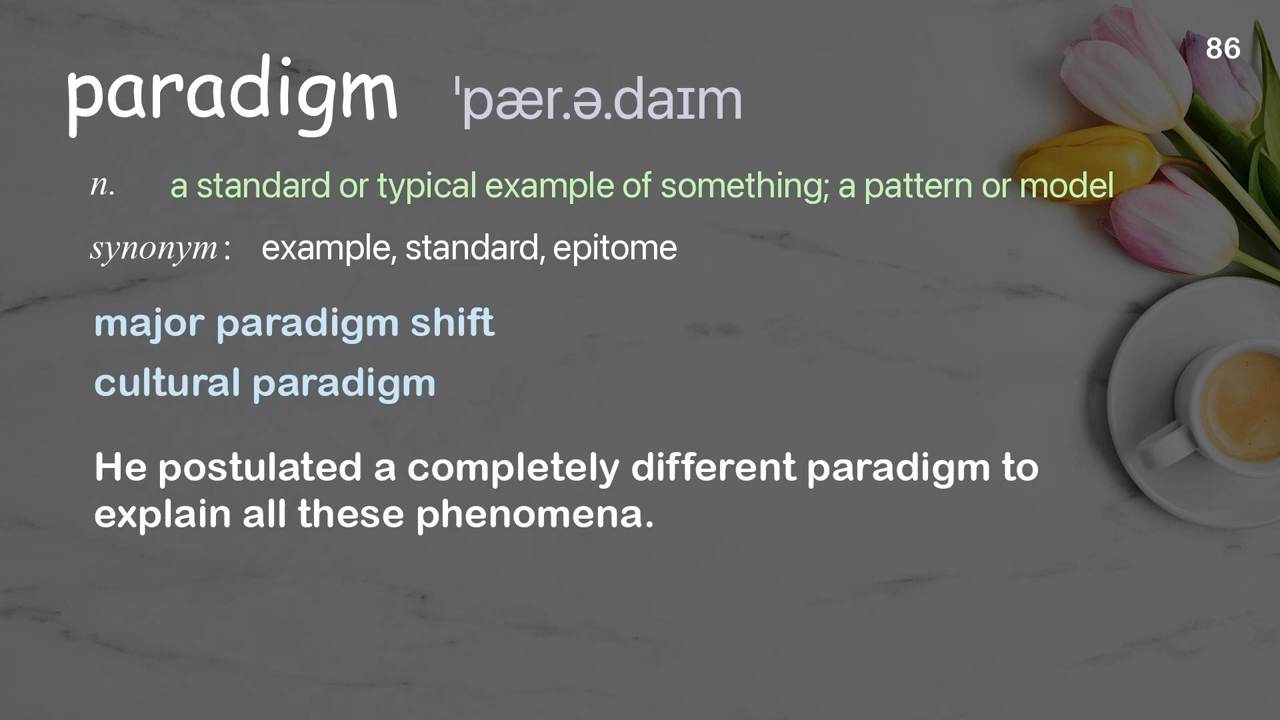 86
paradigm ˈpær.ə.daɪm
n. a standard or typical example of something; a pattern or model
synonym: example, standard, epitome
major paradigm shift
cultural paradigm
He postulated a completely different paradigm to
explain all these phenomena.